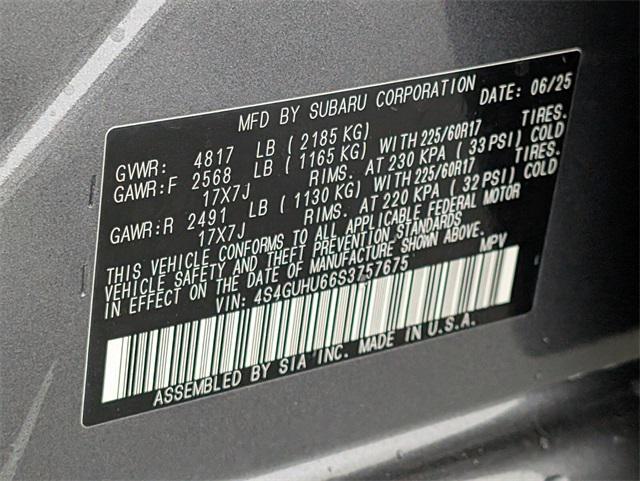 MFD BY SUBARU CORPORATION DATE: 06/25
GVWR: 4817 LB ( 2185 KG)
GAWR:F 2568 LB ( 1165 KG) WITH 225/60R17 TIRES.
17X7J RIMS. AT 230 KPA ( 33 PSI) COLD
GAWR:R 2491 LB ( 1130 KG) WITH 225/60R17 TIRES.
17X7J RIMS. AT 220 KPA ( 32 PSI) COLD
THIS VEHICLE CONFORMS TO ALL APPLICABLE FEDERAL MOTOR
VEHICLE SAFETY AND THEFT PREVENTION STANDARDS
IN EFFECT ON THE DATE OF MANUFACTURE SHOWN ABOVE.
VIN: 4S4GUHU66S3757675 MPV
ASSEMBLED BY SIA INC. MADE IN U.S.A.